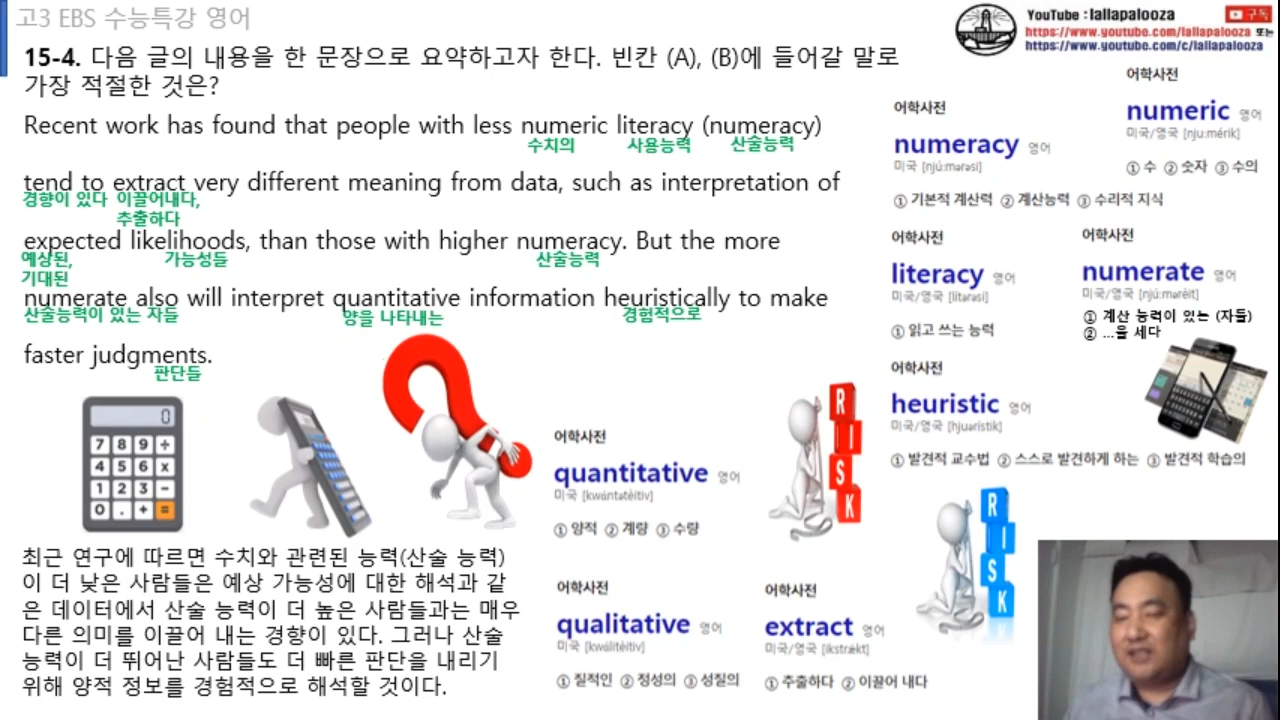 고3 EBS 수능특강 영어
YouTube : lallapalooza
구독
https://www.youtube.com/lallapalooza 또는
https://www.youtube.com/c/lallapalooza
15-4. 다음 글의 내용을 한 문장으로 요약하고자 한다. 빈칸 (A), (B)에 들어갈 말로
가장 적절한 것은?
Recent work has found that people with less numeric literacy (numeracy)
수치의 사용능력 산술능력
tend to extract very different meaning from data, such as interpretation of
경향이 있다 이끌어내다,
추출하다
expected likelihoods, than those with higher numeracy. But the more
예상된, 가능성들 산술능력
기대된
numerate also will interpret quantitative information heuristically to make
산술능력이 있는 자들 양을 나타내는 경험적으로
faster judgments.
판단들
어학사전
numeracy 영어
미국 [njúːmərəsi]
① 기본적 계산력 ② 계산능력 ③ 수리적 지식
어학사전
numeric 영어
미국/영국 [njuːmérik]
① 수 ② 숫자 ③ 수의
어학사전
literacy 영어
미국/영국 [lítərəsi]
① 읽고 쓰는 능력
어학사전
numerate 영어
미국/영국 [njúːmərèit]
① 계산 능력이 있는 (자들)
② ...을 세다
어학사전
heuristic 영어
미국/영국 [hjuərístik]
① 발견적 교수법 ② 스스로 발견하게 하는 ③ 발견적 학습의
0
7 8 9 ÷
4 5 6 x
1 2 3 −
0 . + =
어학사전
quantitative 영어
미국 [kwántətèitiv]
① 양적 ② 계량 ③ 수량
RISK
RISK
최근 연구에 따르면 수치와 관련된 능력(산술 능력)
이 더 낮은 사람들은 예상 가능성에 대한 해석과 같
은 데이터에서 산술 능력이 더 높은 사람들과는 매우
다른 의미를 이끌어 내는 경향이 있다. 그러나 산술
능력이 더 뛰어난 사람들도 더 빠른 판단을 내리기
위해 양적 정보를 경험적으로 해석할 것이다.
어학사전
qualitative 영어
미국 [kwálitèitiv]
① 질적인 ② 정성의 ③ 성질의
어학사전
extract 영어
미국/영국 [ikstrǽkt]
① 추출하다 ② 이끌어 내다